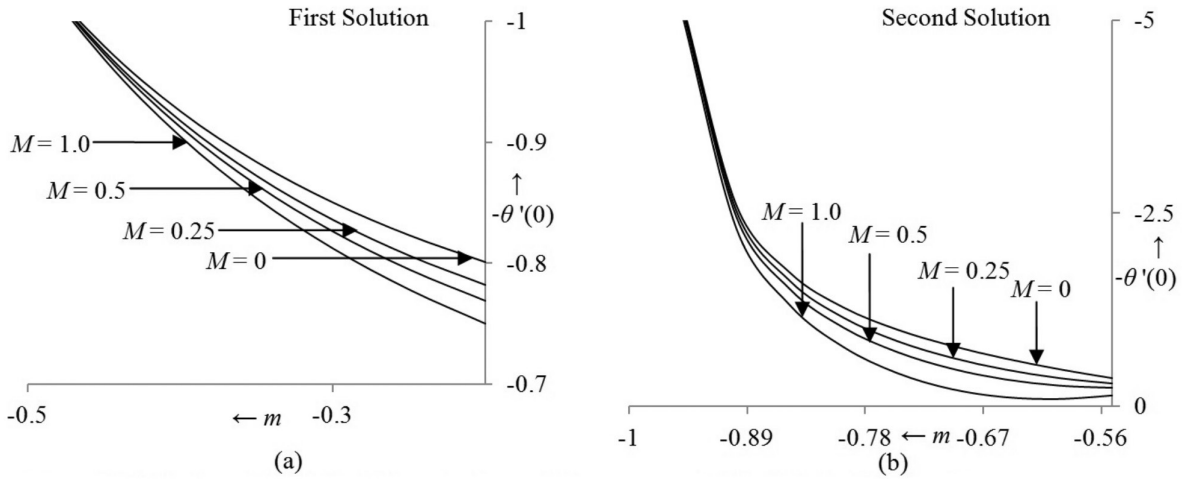 First Solution
-1
M = 1.0
-0.9
M = 0.5
↑
-θ '(0)
M = 0.25
M = 0
-0.8
-0.7
-0.5
← m
-0.3
(a)
Second Solution
-5
M = 1.0
-2.5
M = 0.5
↑
M = 0.25
-θ '(0)
M = 0
0
-1
-0.89
-0.78
← m
-0.67
-0.56
(b)